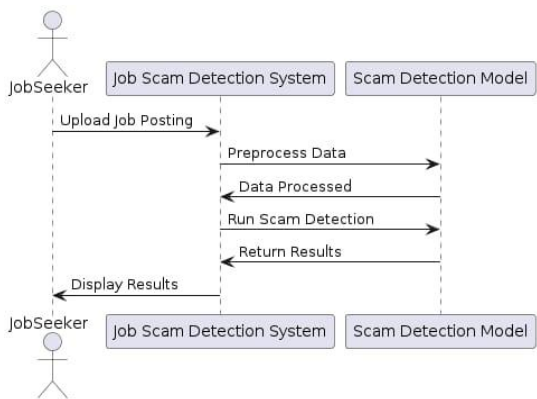 JobSeeker
Job Scam Detection System
Scam Detection Model
Upload Job Posting
Preprocess Data
Data Processed
Run Scam Detection
Return Results
Display Results
JobSeeker
Job Scam Detection System
Scam Detection Model